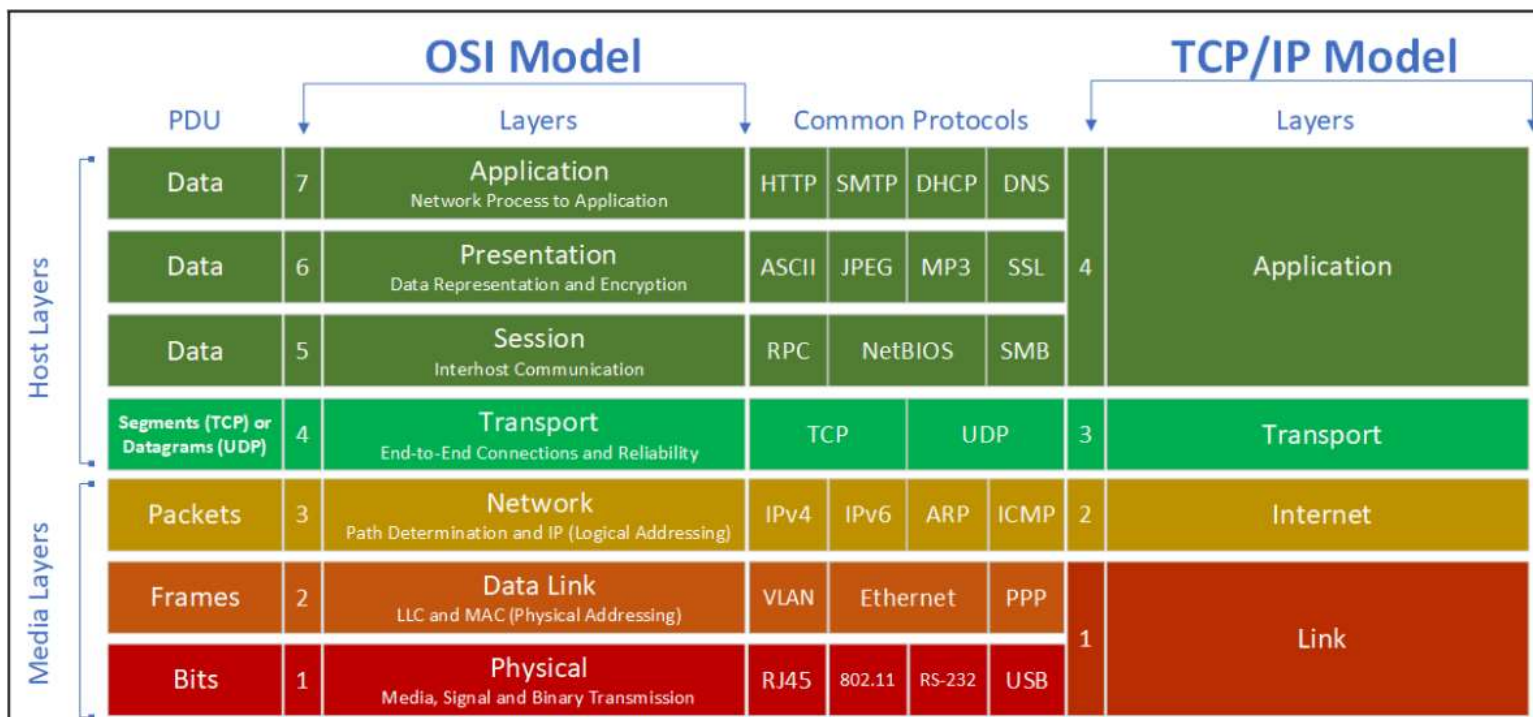 OSI Model TCP/IP Model
PDU Layers Common Protocols Layers
Host Layers
Data 7 Application HTTP SMTP DHCP DNS
Network Process to Application
Data 6 Presentation ASCII JPEG MP3 SSL 4 Application
Data Representation and Encryption
Data 5 Session RPC NetBIOS SMB
Interhost Communication
Segments (TCP) or
Datagrams (UDP) 4 Transport TCP UDP 3 Transport
End-to-End Connections and Reliability
Media Layers
Packets 3 Network IPv4 IPv6 ARP ICMP 2 Internet
Path Determination and IP (Logical Addressing)
Frames 2 Data Link VLAN Ethernet PPP
LLC and MAC (Physical Addressing)
1 Link
Bits 1 Physical RJ45 802.11 RS-232 USB
Media, Signal and Binary Transmission